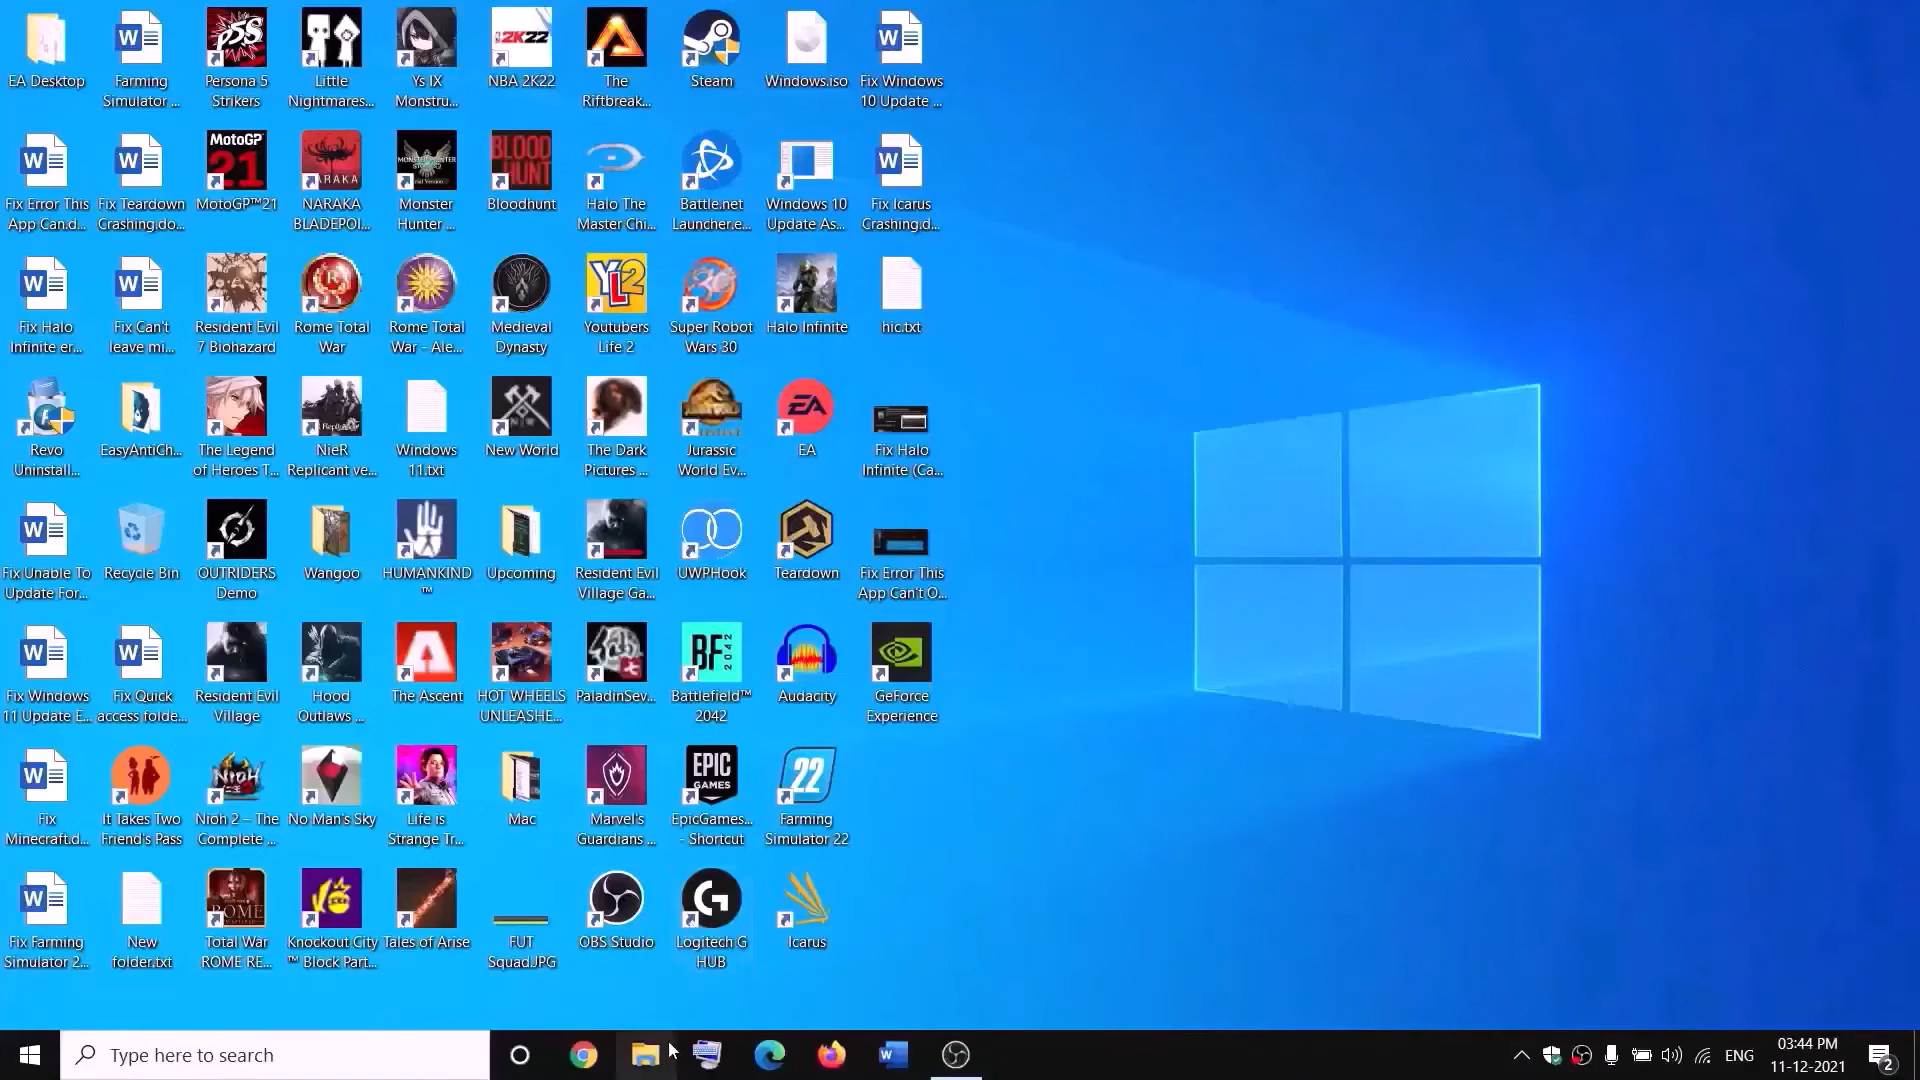 EA Desktop
Farming
Simulator ...
Persona 5
Strikers
Little
Nightmares...
Ys IX
Monstru...
NBA 2K22
The
Riftbreak...
Steam
Windows.iso
Fix Windows
10 Update ...
Fix Error This
App Can.d...
Fix Teardown
Crashing.do...
MotoGP™21
NARAKA
BLADEPOI...
Monster
Hunter ...
Bloodhunt
Halo The
Master Chi...
Battle.net
Launcher.e...
Windows 10
Update As...
Fix Icarus
Crashing.d...
Fix Halo
Infinite er...
Fix Can't
leave mi...
Resident Evil
7 Biohazard
Rome Total
War
Rome Total
War - Ale...
Medieval
Dynasty
Youtubers
Life 2
Super Robot
Wars 30
Halo Infinite
hic.txt
Revo
Uninstall...
EasyAntiCh...
The Legend
of Heroes T...
NieR
Replicant ve...
Windows
11.txt
New World
The Dark
Pictures ...
Jurassic
World Ev...
EA
Fix Halo
Infinite (Ca...
Fix Unable To
Update For...
Recycle Bin
OUTRIDERS
Demo
Wangoo
HUMANKIND
™
Upcoming
Resident Evil
Village Ga...
UWPHook
Teardown
Fix Error This
App Can't O...
Fix Windows
11 Update E...
Fix Quick
access folde...
Resident Evil
Village
Hood
Outlaws ...
The Ascent
HOT WHEELS
UNLEASHE...
PaladinSev...
Battlefield™
2042
Audacity
GeForce
Experience
Fix
Minecraft.d...
It Takes Two
Friend's Pass
Nioh 2 – The
Complete ...
No Man's Sky
Life is
Strange Tr...
Mac
Marvel's
Guardians ...
EpicGames...
- Shortcut
Farming
Simulator 22
Fix Farming
Simulator 2...
New
folder.txt
Total War
ROME RE...
Knockout City
™ Block Part...
Tales of Arise
FUT
Squad.JPG
OBS Studio
Logitech G
HUB
Icarus
Type here to search
ENG
03:44 PM
11-12-2021
2